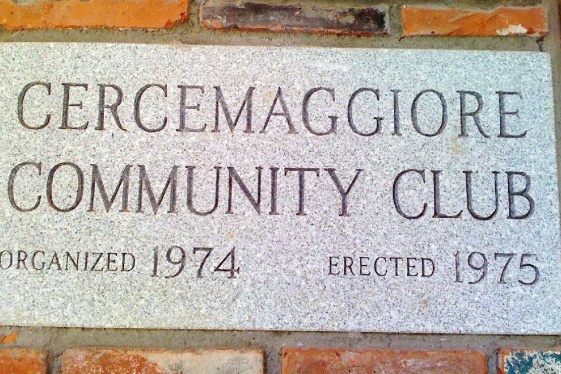 CERCEMAGGIORE
COMMUNITY CLUB
ORGANIZED 1974 ERECTED 1975